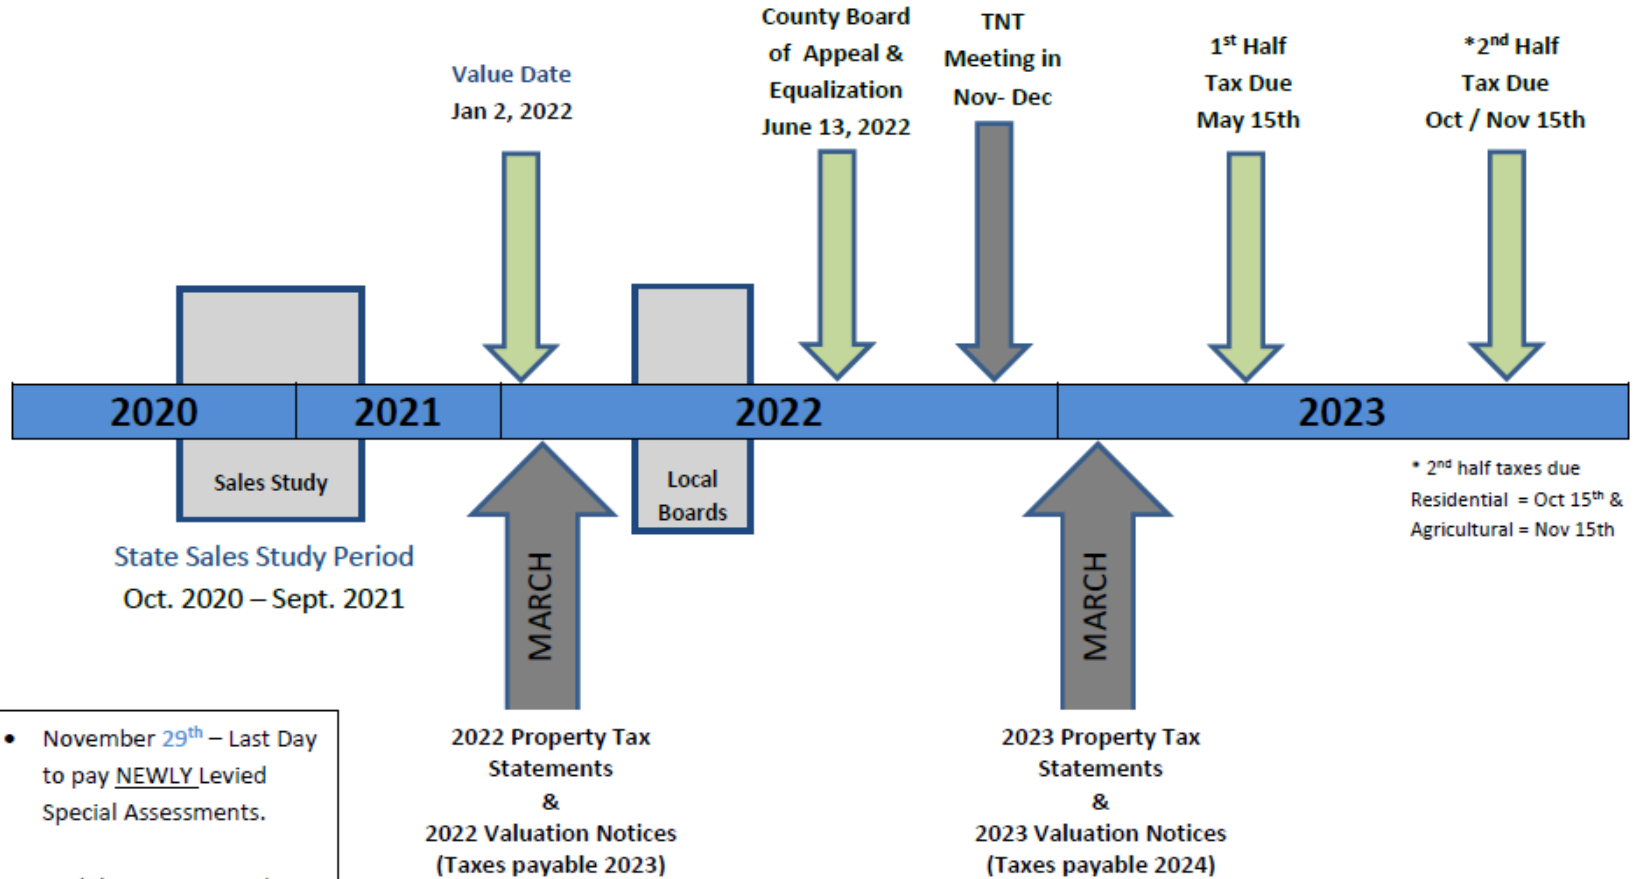 County Board
of Appeal &
Equalization
June 13, 2022
TNT
Meeting in
Nov- Dec
1st Half
Tax Due
May 15th
*2nd Half
Tax Due
Oct / Nov 15th
Value Date
Jan 2, 2022
2020
2021
2022
2023
Sales Study
Local
Boards
* 2nd half taxes due
Residential = Oct 15th &
Agricultural = Nov 15th
State Sales Study Period
Oct. 2020 – Sept. 2021
MARCH
MARCH
2022 Property Tax
Statements
&
2022 Valuation Notices
(Taxes payable 2023)
2023 Property Tax
Statements
&
2023 Valuation Notices
(Taxes payable 2024)
• November 29th – Last Day
to pay NEWLY Levied
Special Assessments.